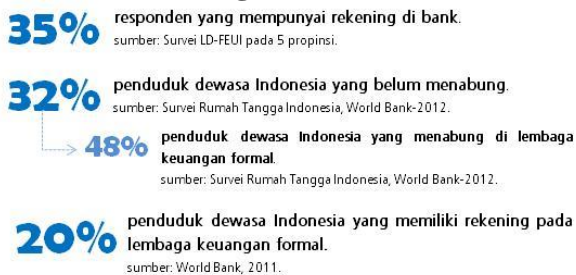 35% responden yang mempunyai rekening di bank.
sumber: Survei LD-FEUI pada 5 propinsi.
32% penduduk dewasa Indonesia yang belum menabung.
sumber: Survei Rumah Tangga Indonesia, World Bank-2012.
48% penduduk dewasa Indonesia yang menabung di lembaga
keuangan formal.
sumber: Survei Rumah Tangga Indonesia, World Bank-2012.
20% penduduk dewasa Indonesia yang memiliki rekening pada
lembaga keuangan formal.
sumber: World Bank, 2011.